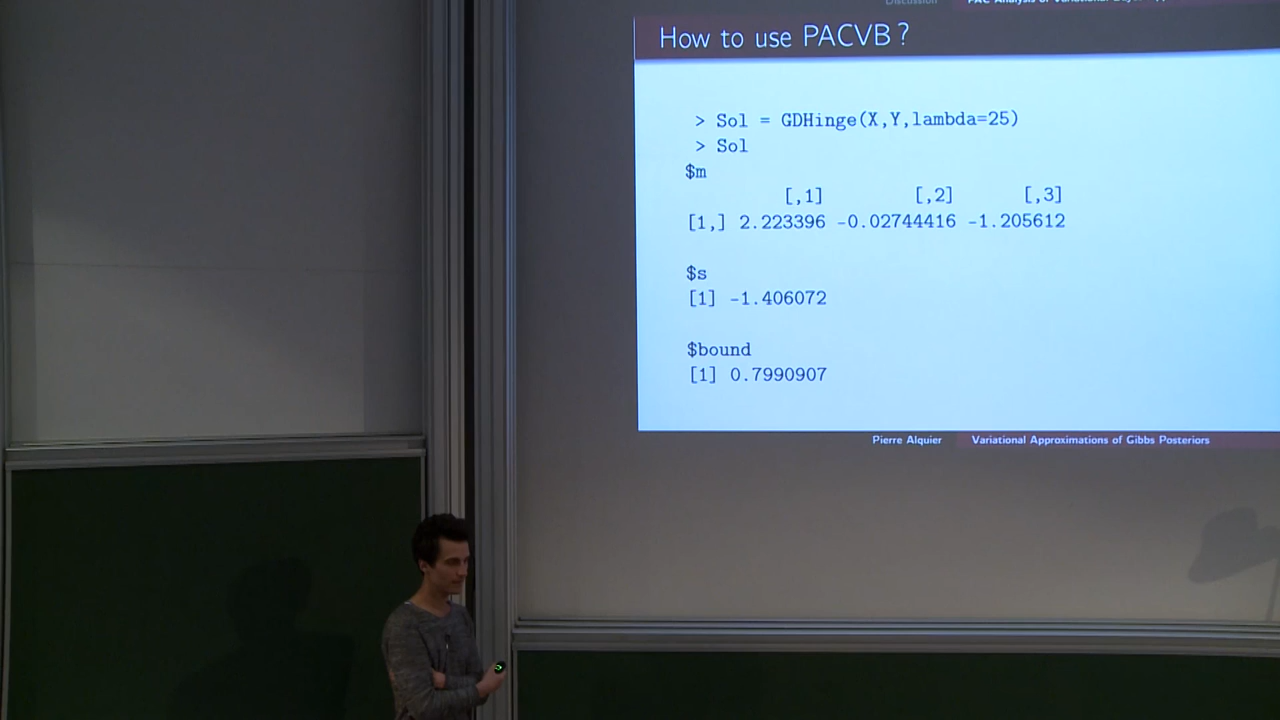 Discussion
How to use PACVB ?
> Sol = GDHinge(X,Y,lambda=25)
> Sol
$m
[,1] [,2] [,3]
[1,] 2.223396 -0.02744416 -1.205612
$s
[1] -1.406072
$bound
[1] 0.7990907
Pierre Alquier Variational Approximations of Gibbs Posteriors